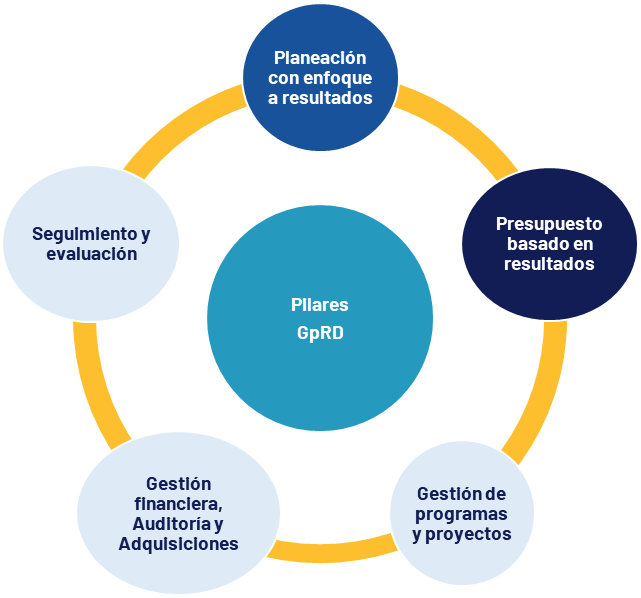 Planeación
con enfoque
a resultados
Presupuesto
basado en
resultados
Seguimiento y
evaluación
Pilares
GpRD
Gestión
financiera,
Auditoría y
Adquisiciones
Gestión de
programas
y proyectos